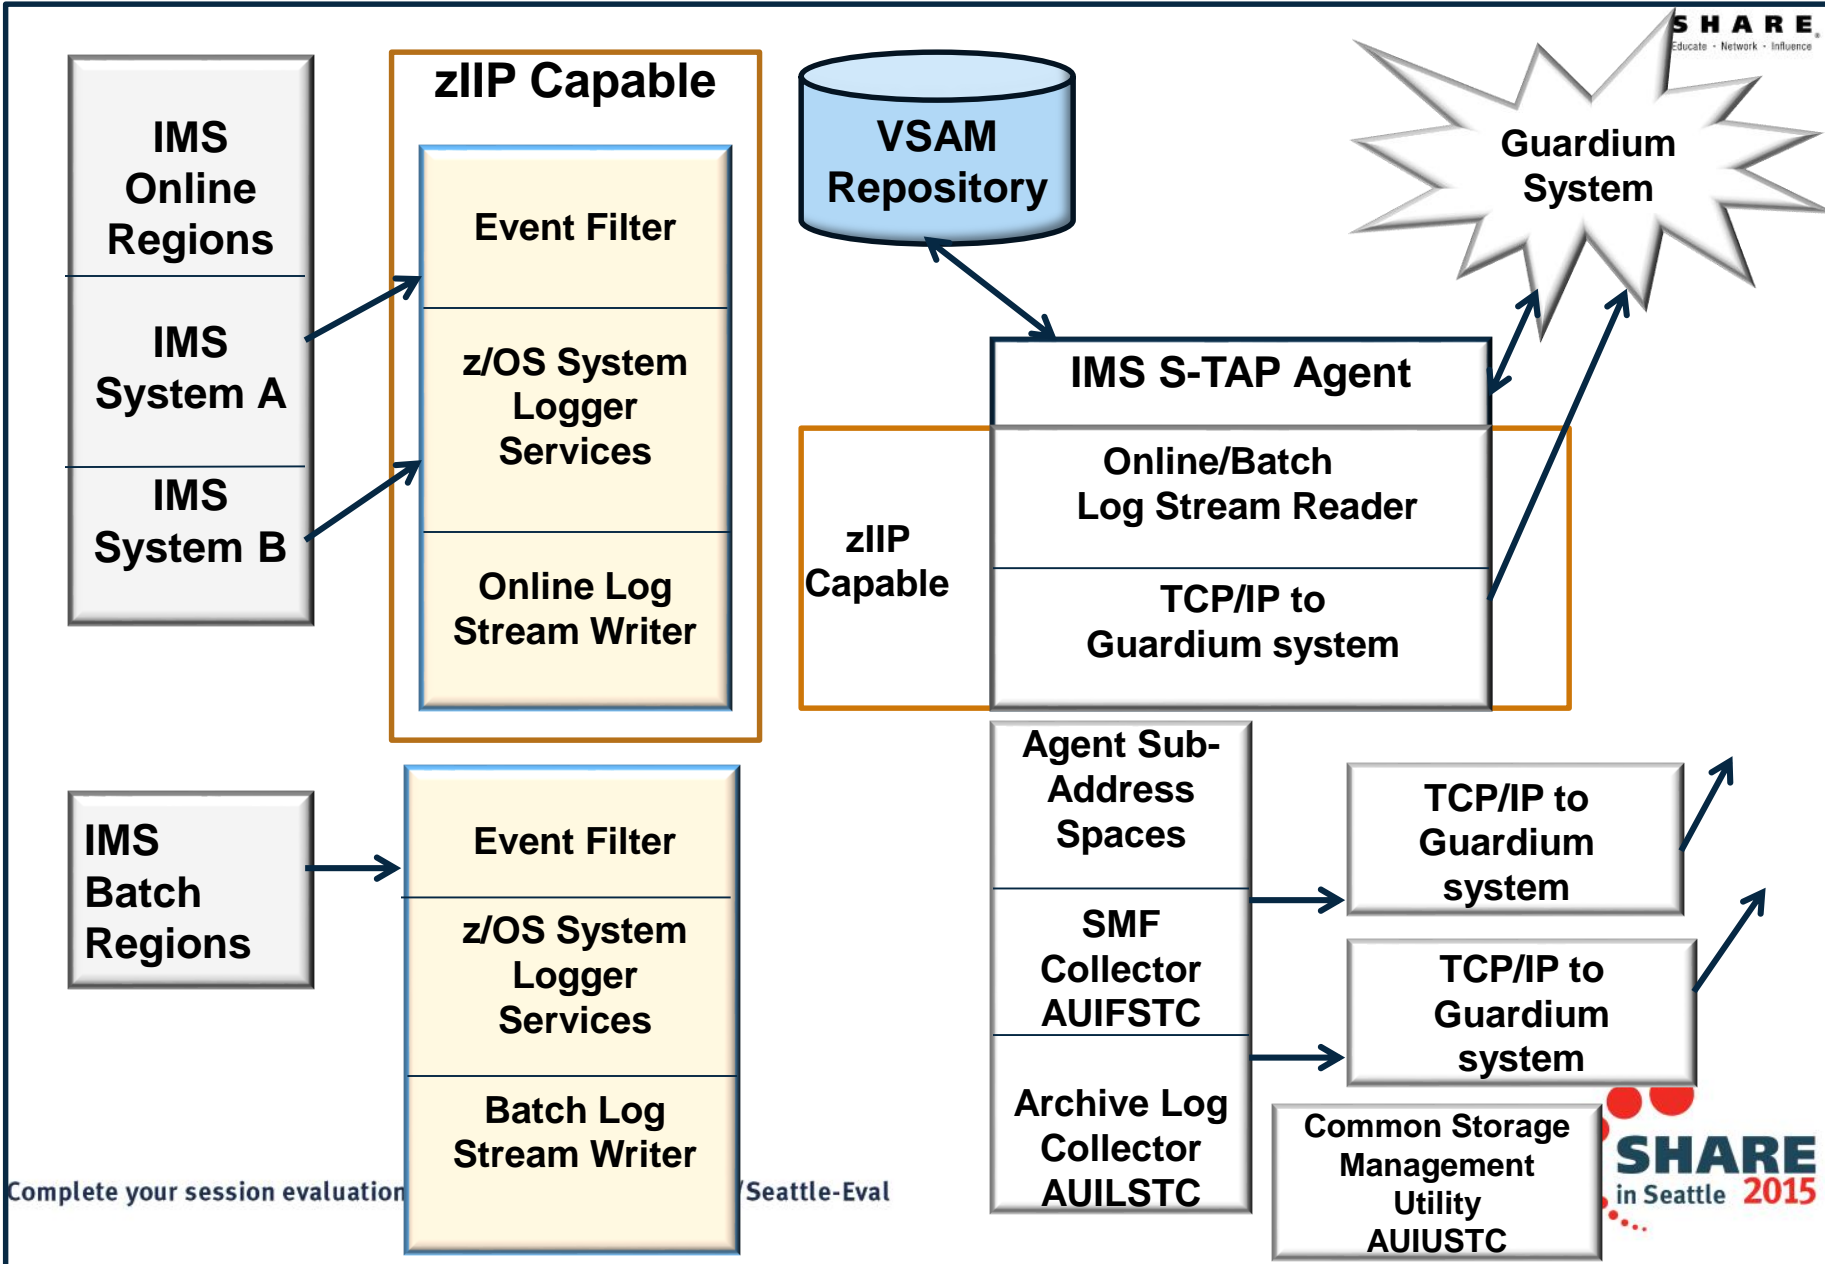 SHARE
Educate · Network · Influence
IMS
Online
Regions
IMS
System A
IMS
System B
zIIP Capable
Event Filter
z/OS System
Logger
Services
Online Log
Stream Writer
VSAM
Repository
Guardium
System
IMS S-TAP Agent
Online/Batch
Log Stream Reader
zIIP
Capable
TCP/IP to
Guardium system
IMS
Batch
Regions
Event Filter
z/OS System
Logger
Services
Batch Log
Stream Writer
Agent Sub-
Address
Spaces
SMF
Collector
AUIFSTC
Archive Log
Collector
AUILSTC
TCP/IP to
Guardium
system
TCP/IP to
Guardium
system
Common Storage
Management
Utility
AUIUSTC
Complete your session evaluation /Seattle-Eval
SHARE
in Seattle 2015